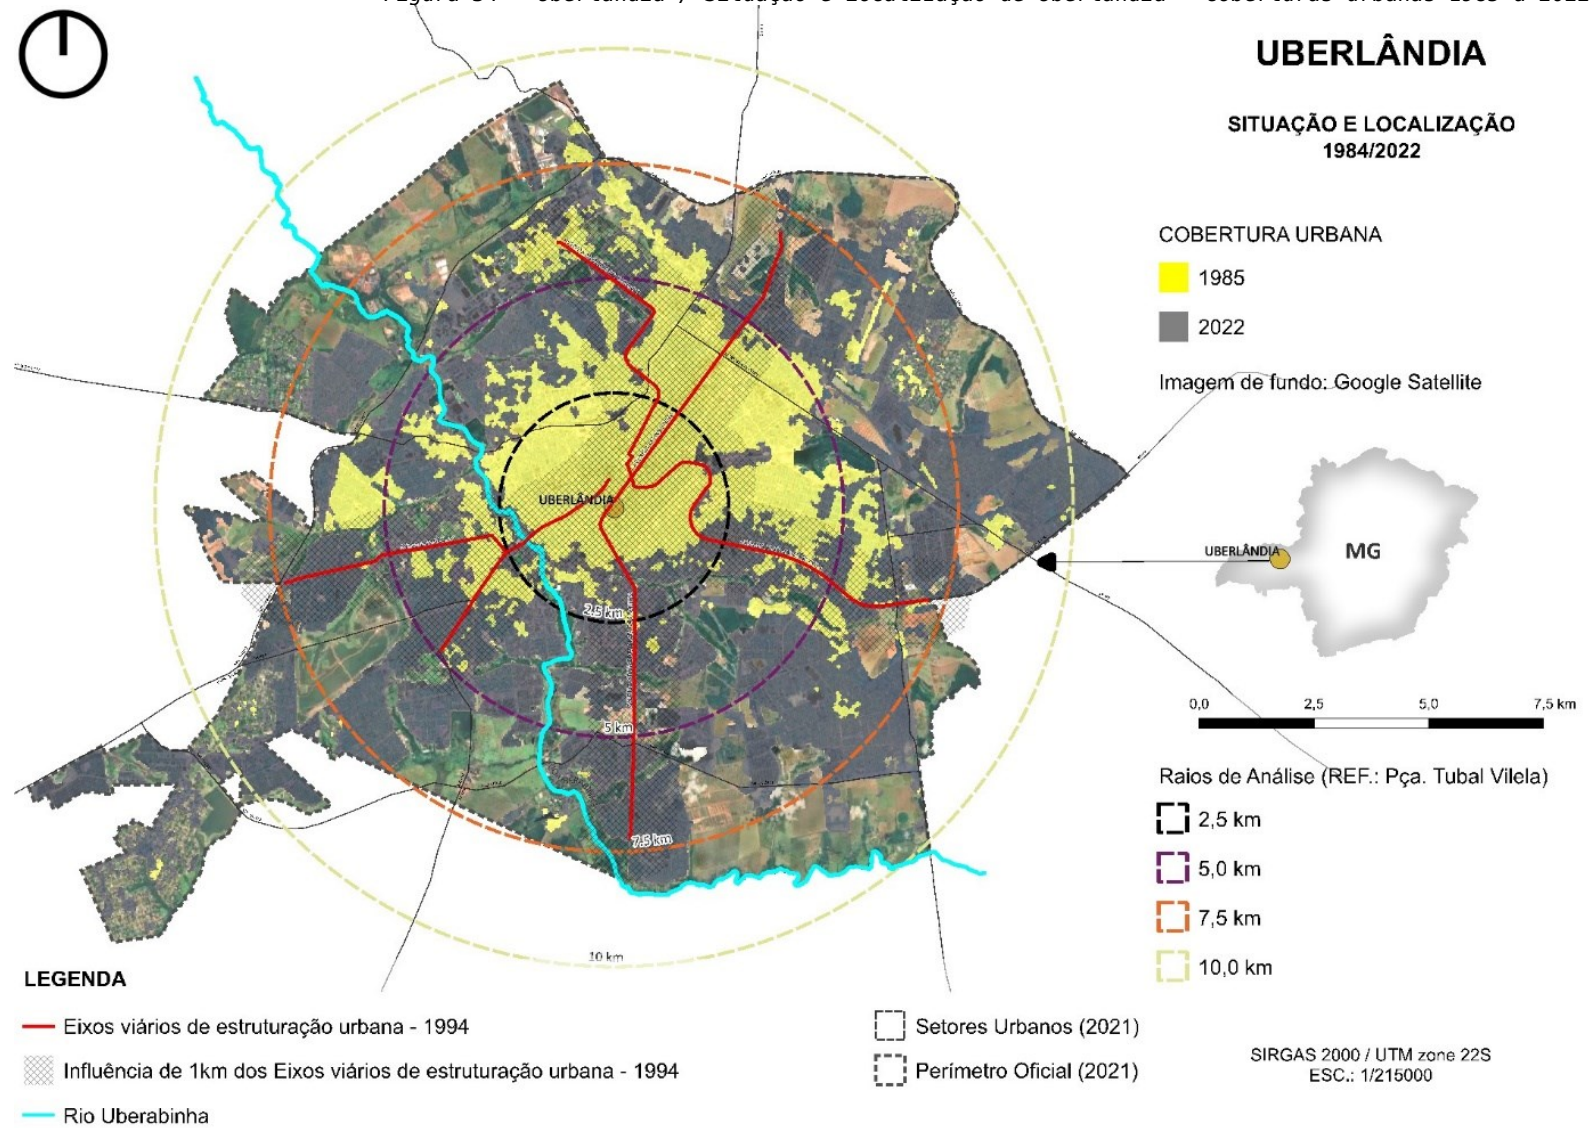 UBERLÂNDIA
SITUAÇÃO E LOCALIZAÇÃO
1984/2022
COBERTURA URBANA
1985
2022
Imagem de fundo: Google Satellite
UBERLÂNDIA
2.5 km
5 km
7.5 km
10 km
UBERLÂNDIA
MG
0,0 2,5 5,0 7,5 km
Raios de Análise (REF.: Pça. Tubal Vilela)
2,5 km
5,0 km
7,5 km
10,0 km
LEGENDA
Eixos viários de estruturação urbana - 1994
Influência de 1km dos Eixos viários de estruturação urbana - 1994
Rio Uberabinha
Setores Urbanos (2021)
Perímetro Oficial (2021)
SIRGAS 2000 / UTM zone 22S
ESC.: 1/215000